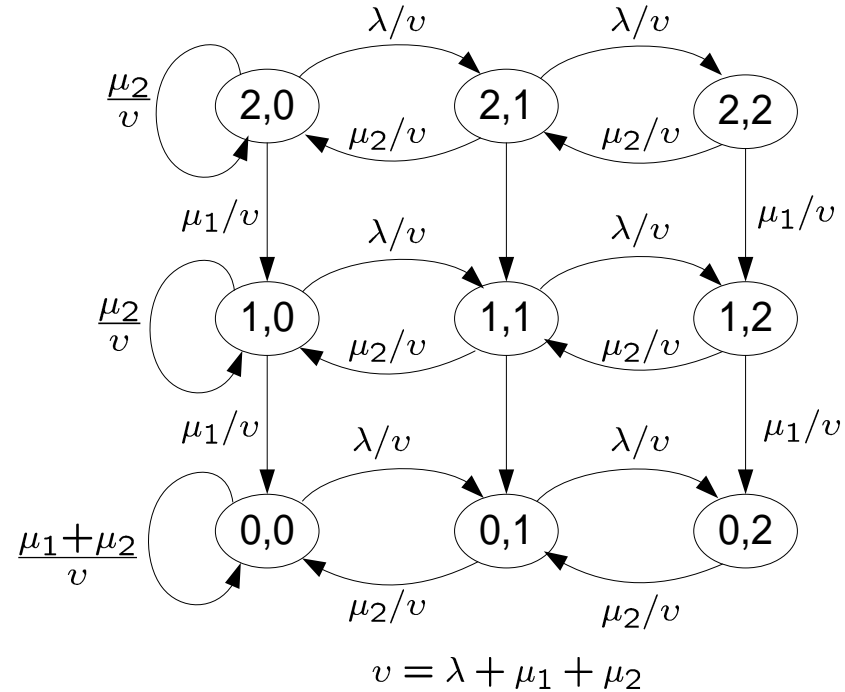 λ/υ λ/υ
μ₂/υ 2,0 2,1 2,2
μ₂/υ μ₂/υ
μ₁/υ μ₁/υ
λ/υ λ/υ
μ₂/υ 1,0 1,1 1,2
μ₂/υ μ₂/υ
μ₁/υ μ₁/υ
λ/υ λ/υ
μ₁+μ₂/υ 0,0 0,1 0,2
μ₂/υ μ₂/υ
υ = λ + μ₁ + μ₂